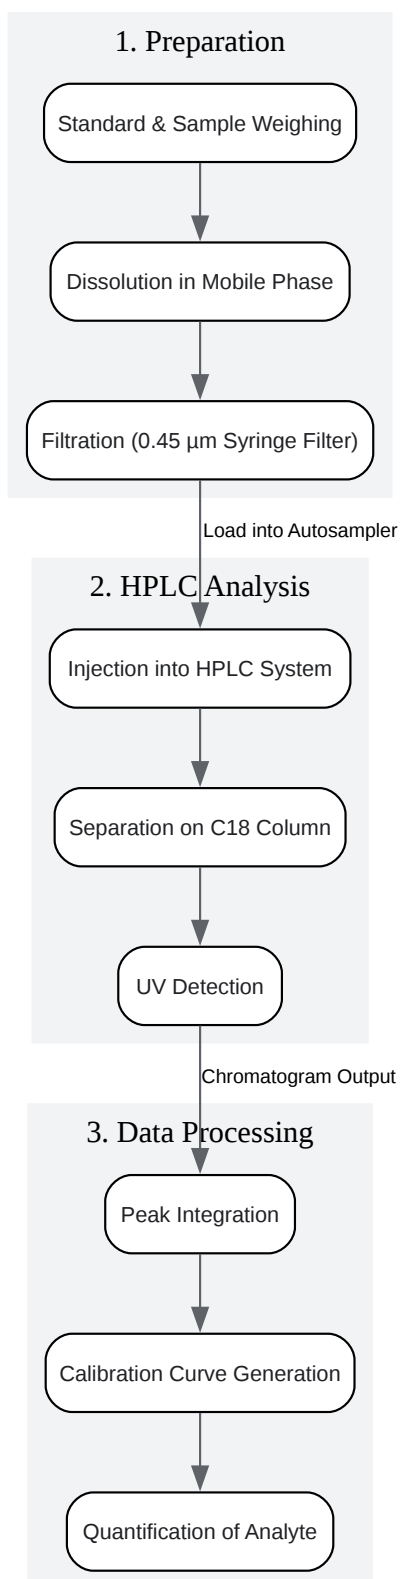 1. Preparation
Standard & Sample Weighing
Dissolution in Mobile Phase
Filtration (0.45 µm Syringe Filter)
Load into Autosampler
2. HPLC Analysis
Injection into HPLC System
Separation on C18 Column
UV Detection
Chromatogram Output
3. Data Processing
Peak Integration
Calibration Curve Generation
Quantification of Analyte